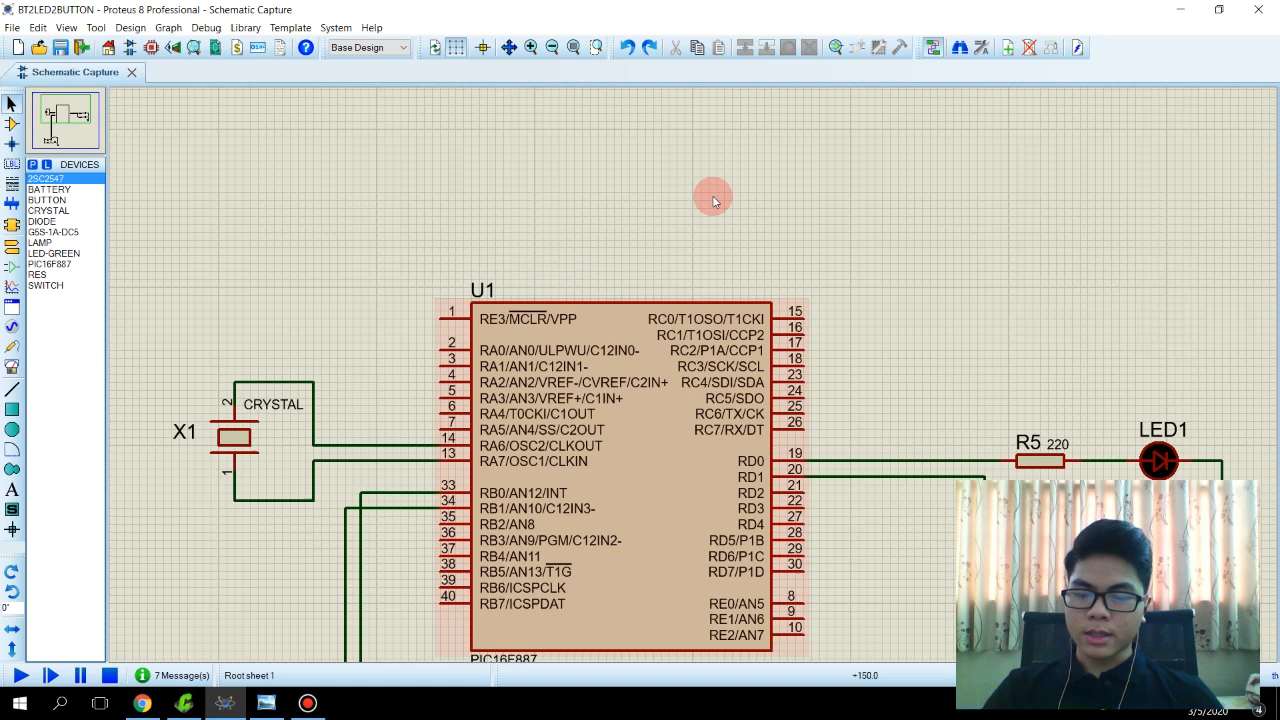 BT2LED2BUTTON - Proteus 8 Professional - Schematic Capture
File Edit View Tool Design Graph Debug Library Template System Help
Base Design
Schematic Capture
P L DEVICES
2SC2547
BATTERY
BUTTON
CRYSTAL
DIODE
G5S-1A-DC5
LAMP
LED-GREEN
PIC16F887
RES
SWITCH
LBL
A
S
0°
X1
2
CRYSTAL
1
U1
1 RE3/MCLR/VPP RC0/T1OSO/T1CKI 15
RC1/T1OSI/CCP2 16
2 RA0/AN0/ULPWU/C12IN0- RC2/P1A/CCP1 17
3 RA1/AN1/C12IN1- RC3/SCK/SCL 18
4 RA2/AN2/VREF-/CVREF/C2IN+ RC4/SDI/SDA 23
5 RA3/AN3/VREF+/C1IN+ RC5/SDO 24
6 RA4/T0CKI/C1OUT RC6/TX/CK 25
7 RA5/AN4/SS/C2OUT RC7/RX/DT 26
14 RA6/OSC2/CLKOUT
13 RA7/OSC1/CLKIN RD0 19
RD1 20
33 RB0/AN12/INT RD2 21
34 RB1/AN10/C12IN3- RD3 22
35 RB2/AN8 RD4 27
36 RB3/AN9/PGM/C12IN2- RD5/P1B 28
37 RB4/AN11 RD6/P1C 29
38 RB5/AN13/T1G RD7/P1D 30
39 RB6/ICSPCLK
40 RB7/ICSPDAT RE0/AN5 8
RE1/AN6 9
RE2/AN7 10
PIC16F887
R5 220
LED1
7 Message(s) Root sheet 1 +150.0 th
3/5/2020 4